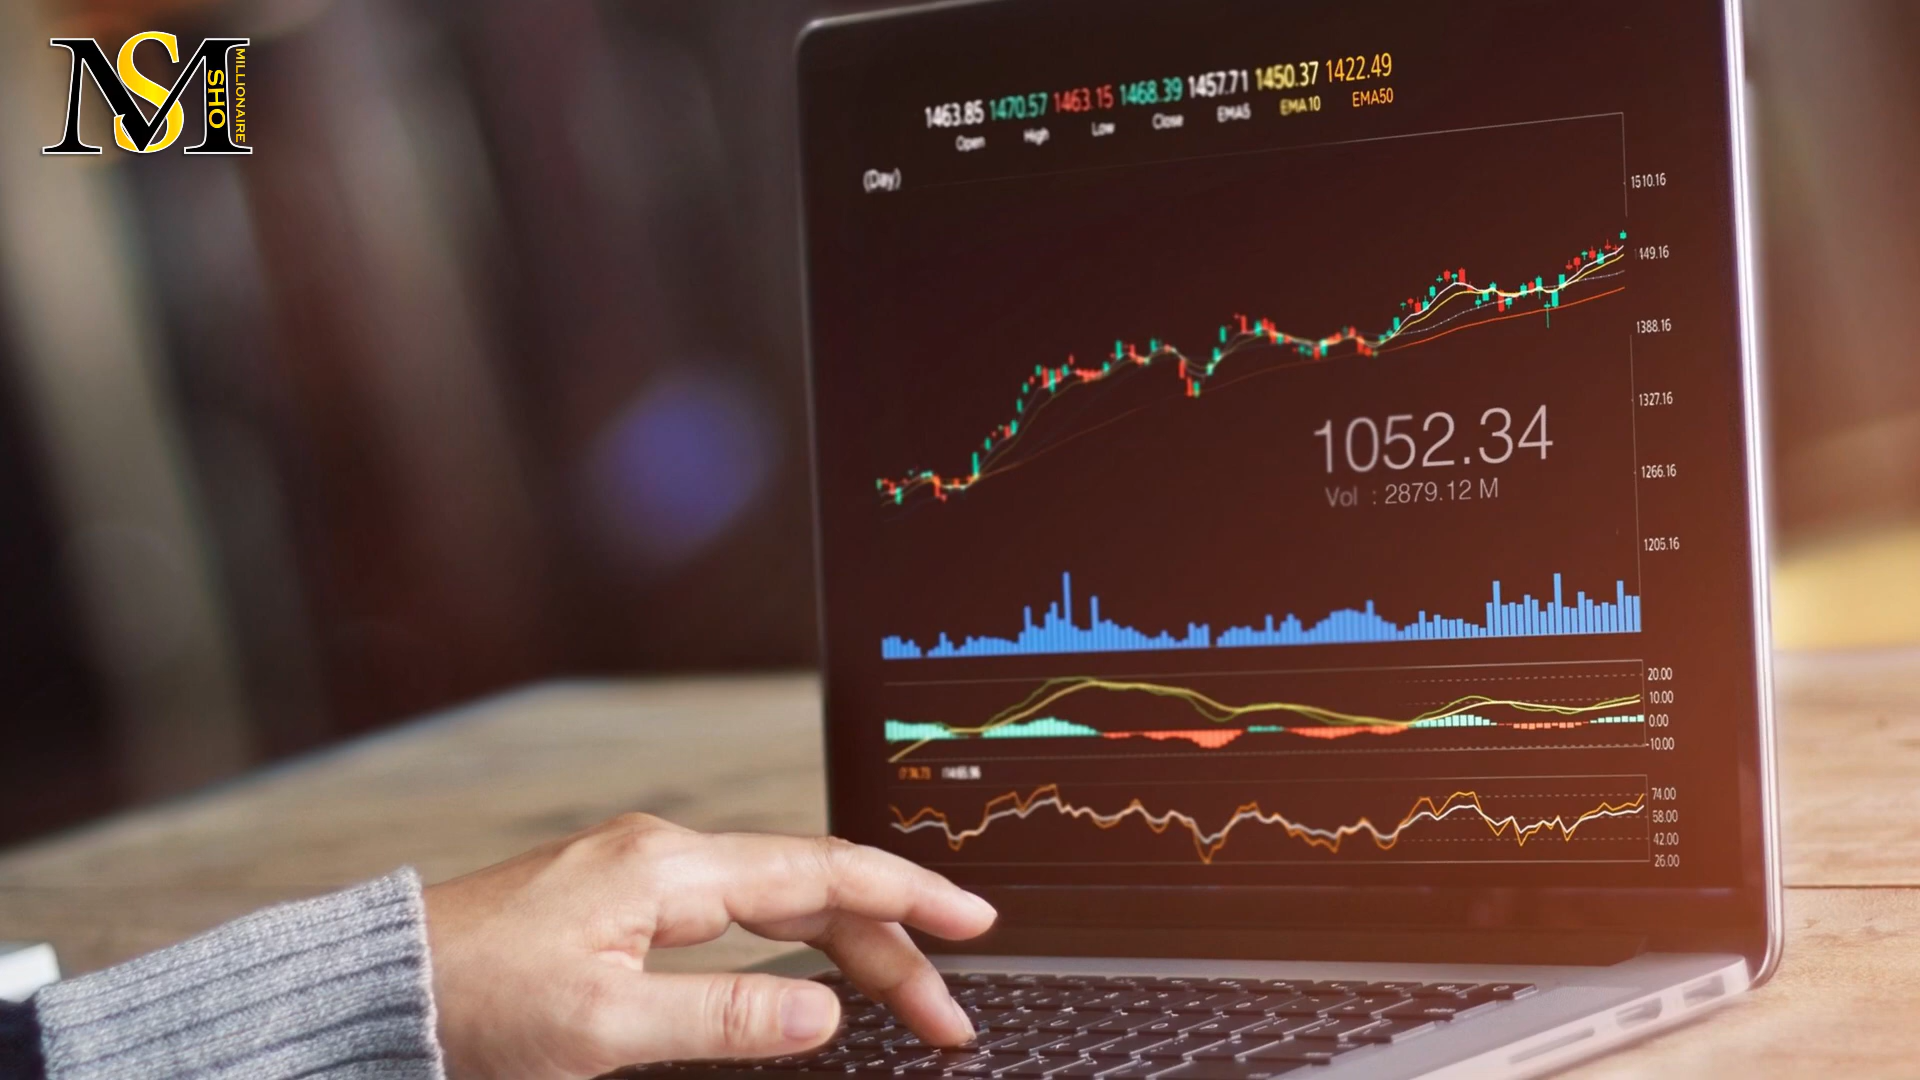 MS
SHO
MILLIONAIRE
1463.85 1470.57 1463.15 1468.39 1457.71 1450.37 1422.49
Open High Low Close EMA5 EMA10 EMA50
(Day)
1510.16
1449.16
1388.16
1327.16
1052.34
1266.16
Vol : 2879.12 M
1205.16
20.00
10.00
0.00
-10.00
74.00
58.00
42.00
26.00